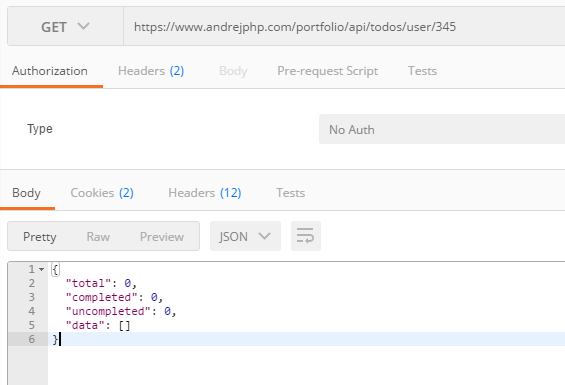 GET https://www.andrejphp.com/portfolio/api/todos/user/345
Authorization Headers (2) Body Pre-request Script Tests
Type No Auth
Body Cookies (2) Headers (12) Tests
Pretty Raw Preview JSON
1 {
2 "total": 0,
3 "completed": 0,
4 "uncompleted": 0,
5 "data": []
6 }